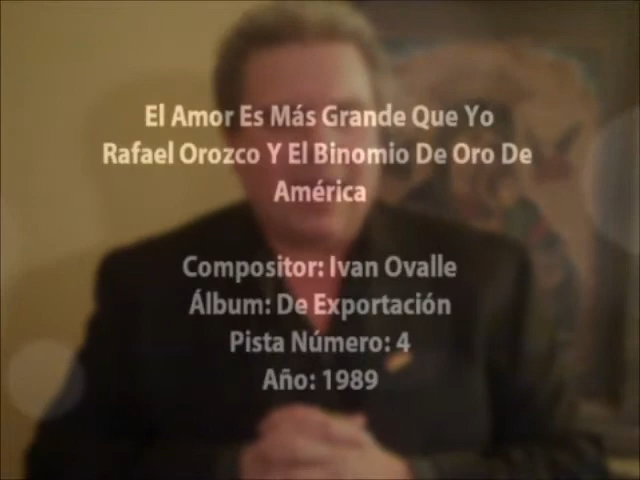 El Amor Es Más Grande Que Yo
Rafael Orozco Y El Binomio De Oro De
América
Compositor: Ivan Ovalle
Álbum: De Exportación
Pista Número: 4
Año: 1989